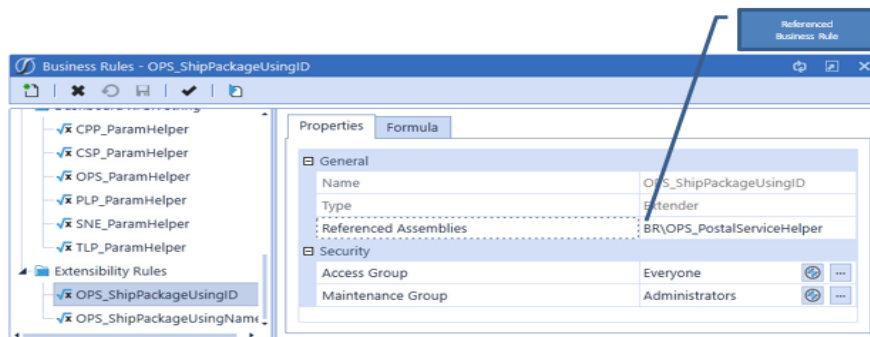 Referenced
Business Rule
Business Rules - OPS_ShipPackageUsingID
CPP_ParamHelper
CSP_ParamHelper
OPS_ParamHelper
PLP_ParamHelper
SNE_ParamHelper
TLP_ParamHelper
Extensibility Rules
OPS_ShipPackageUsingID
OPS_ShipPackageUsingName
Properties Formula
General
Name OPS_ShipPackageUsingID
Type Extender
Referenced Assemblies BR\OPS_PostalServiceHelper
Security
Access Group Everyone
Maintenance Group Administrators